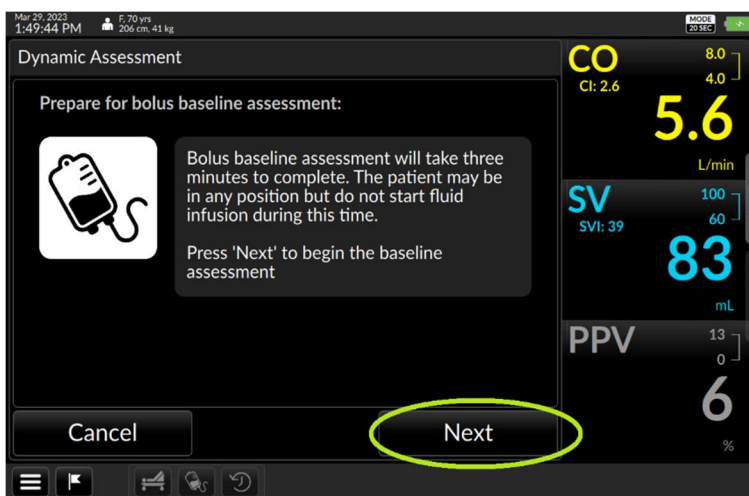 Mar 29, 2023
1:49:44 PM
F, 70 yrs
206 cm, 41 kg
MODE
20 SEC
Dynamic Assessment
Prepare for bolus baseline assessment:
Bolus baseline assessment will take three
minutes to complete. The patient may be
in any position but do not start fluid
infusion during this time.
Press 'Next' to begin the baseline
assessment
Cancel
Next
CO
CI: 2.6
8.0
4.0
5.6
L/min
SV
SVI: 39
100
60
83
mL
PPV
13
0
6
%